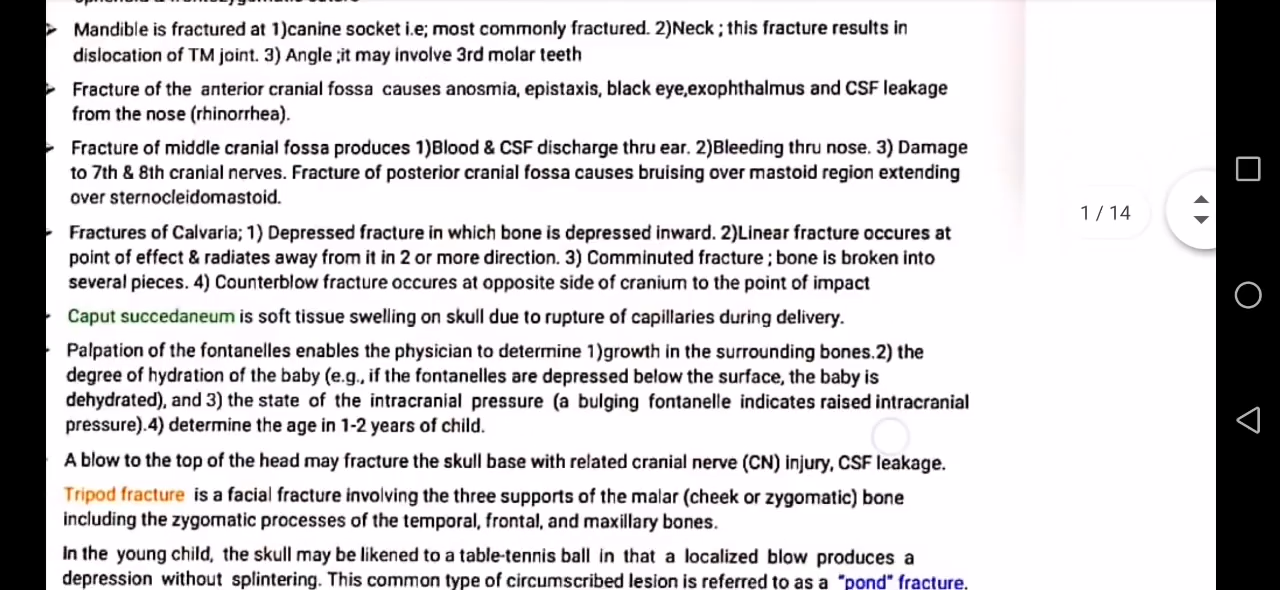 Mandible is fractured at 1)canine socket i.e; most commonly fractured. 2)Neck ; this fracture results in
dislocation of TM joint. 3) Angle ;it may involve 3rd molar teeth
Fracture of the anterior cranial fossa causes anosmia, epistaxis, black eye,exophthalmus and CSF leakage
from the nose (rhinorrhea).
Fracture of middle cranial fossa produces 1)Blood & CSF discharge thru ear. 2)Bleeding thru nose. 3) Damage
to 7th & 8th cranial nerves. Fracture of posterior cranial fossa causes bruising over mastoid region extending
over sternocleidomastoid.
Fractures of Calvaria; 1) Depressed fracture in which bone is depressed inward. 2)Linear fracture occures at
point of effect & radiates away from it in 2 or more direction. 3) Comminuted fracture ; bone is broken into
several pieces. 4) Counterblow fracture occures at opposite side of cranium to the point of impact
Caput succedaneum is soft tissue swelling on skull due to rupture of capillaries during delivery.
Palpation of the fontanelles enables the physician to determine 1)growth in the surrounding bones.2) the
degree of hydration of the baby (e.g., if the fontanelles are depressed below the surface, the baby is
dehydrated), and 3) the state of the intracranial pressure (a bulging fontanelle indicates raised intracranial
pressure).4) determine the age in 1-2 years of child.
A blow to the top of the head may fracture the skull base with related cranial nerve (CN) injury, CSF leakage.
Tripod fracture is a facial fracture involving the three supports of the malar (cheek or zygomatic) bone
including the zygomatic processes of the temporal, frontal, and maxillary bones.
In the young child, the skull may be likened to a table-tennis ball in that a localized blow produces a
depression without splintering. This common type of circumscribed lesion is referred to as a "pond" fracture.
1 / 14